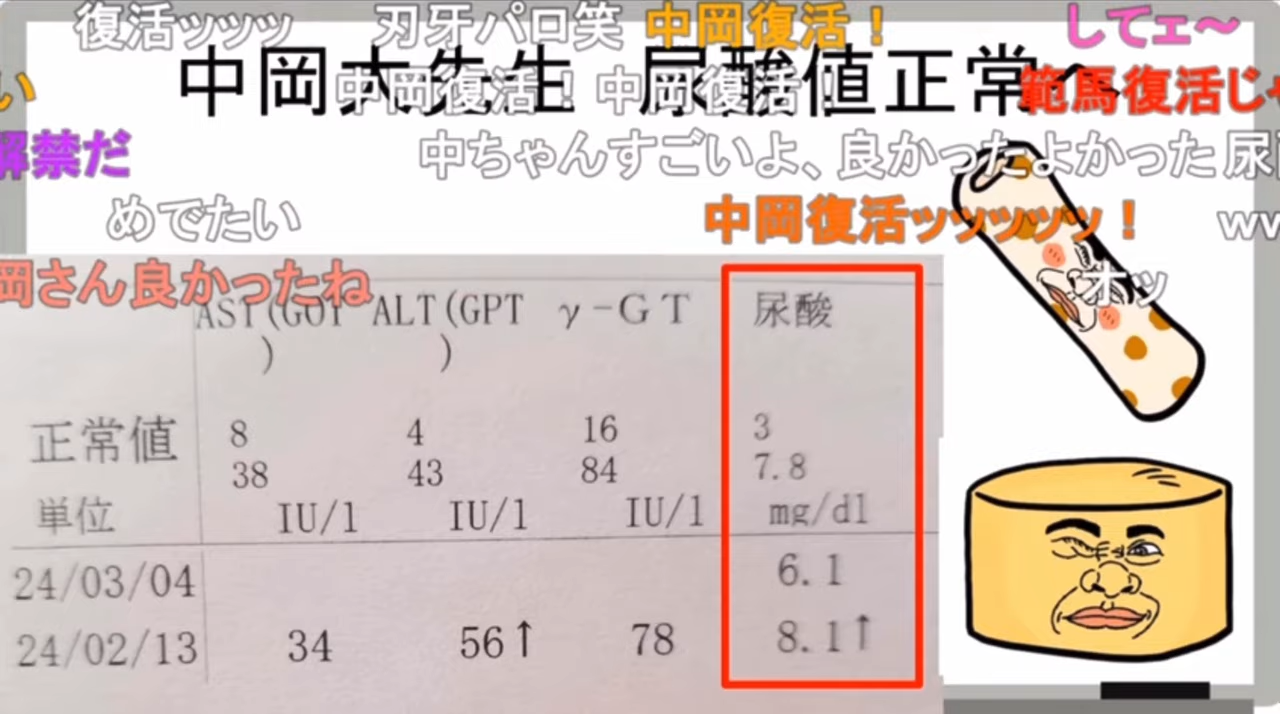 復活ッッッ
刃牙パロ笑
中岡復活！
してェ～
中岡大先生 尿酸値正常へ
い
中岡復活！
中岡復活！
範馬復活じゃ
解禁だ
中ちゃんすごいよ、良かったよかった
尿
めでたい
中岡復活ッッッッッ！
ww
岡さん良かったね
オッ
AST(GOT) ALT(GPT) γ-GT 尿酸
正常値 8 4 16 3
38 43 84 7.8
単位 IU/l IU/l IU/l mg/dl
24/03/04 6.1
24/02/13 34 56↑ 78 8.1↑